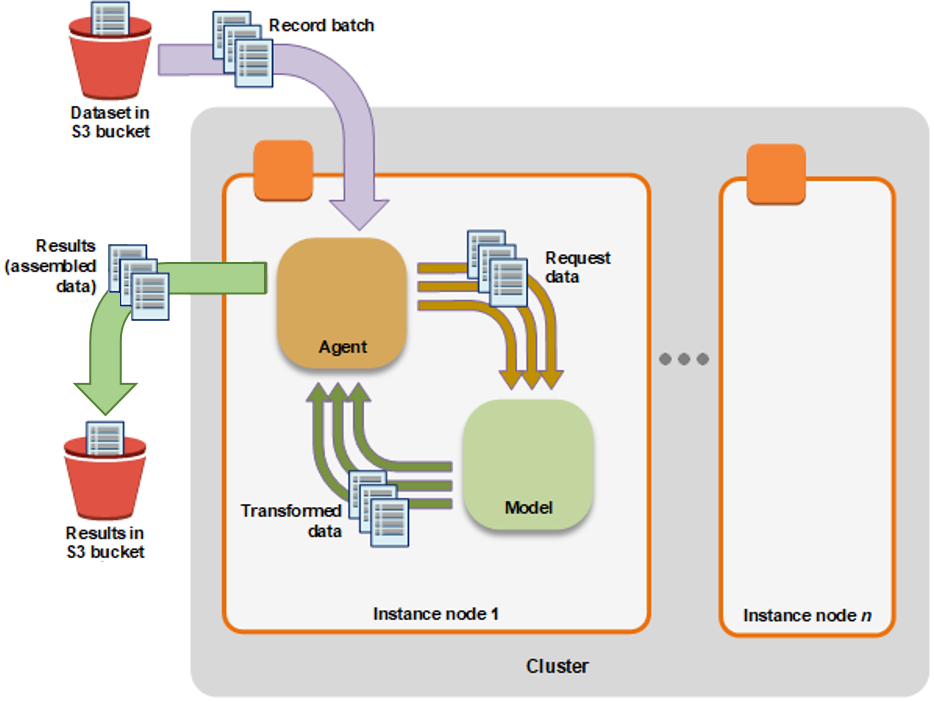 Record batch
Dataset in
S3 bucket
Results
(assembled
data)
Request
data
Agent
Transformed
data
Model
Results in
S3 bucket
Instance node 1
Instance node n
Cluster